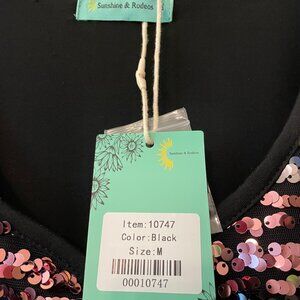 Sunshine & Rodeos
Sunshine & Rodeos
Item:10747
Color:Black
Size:M
00010747